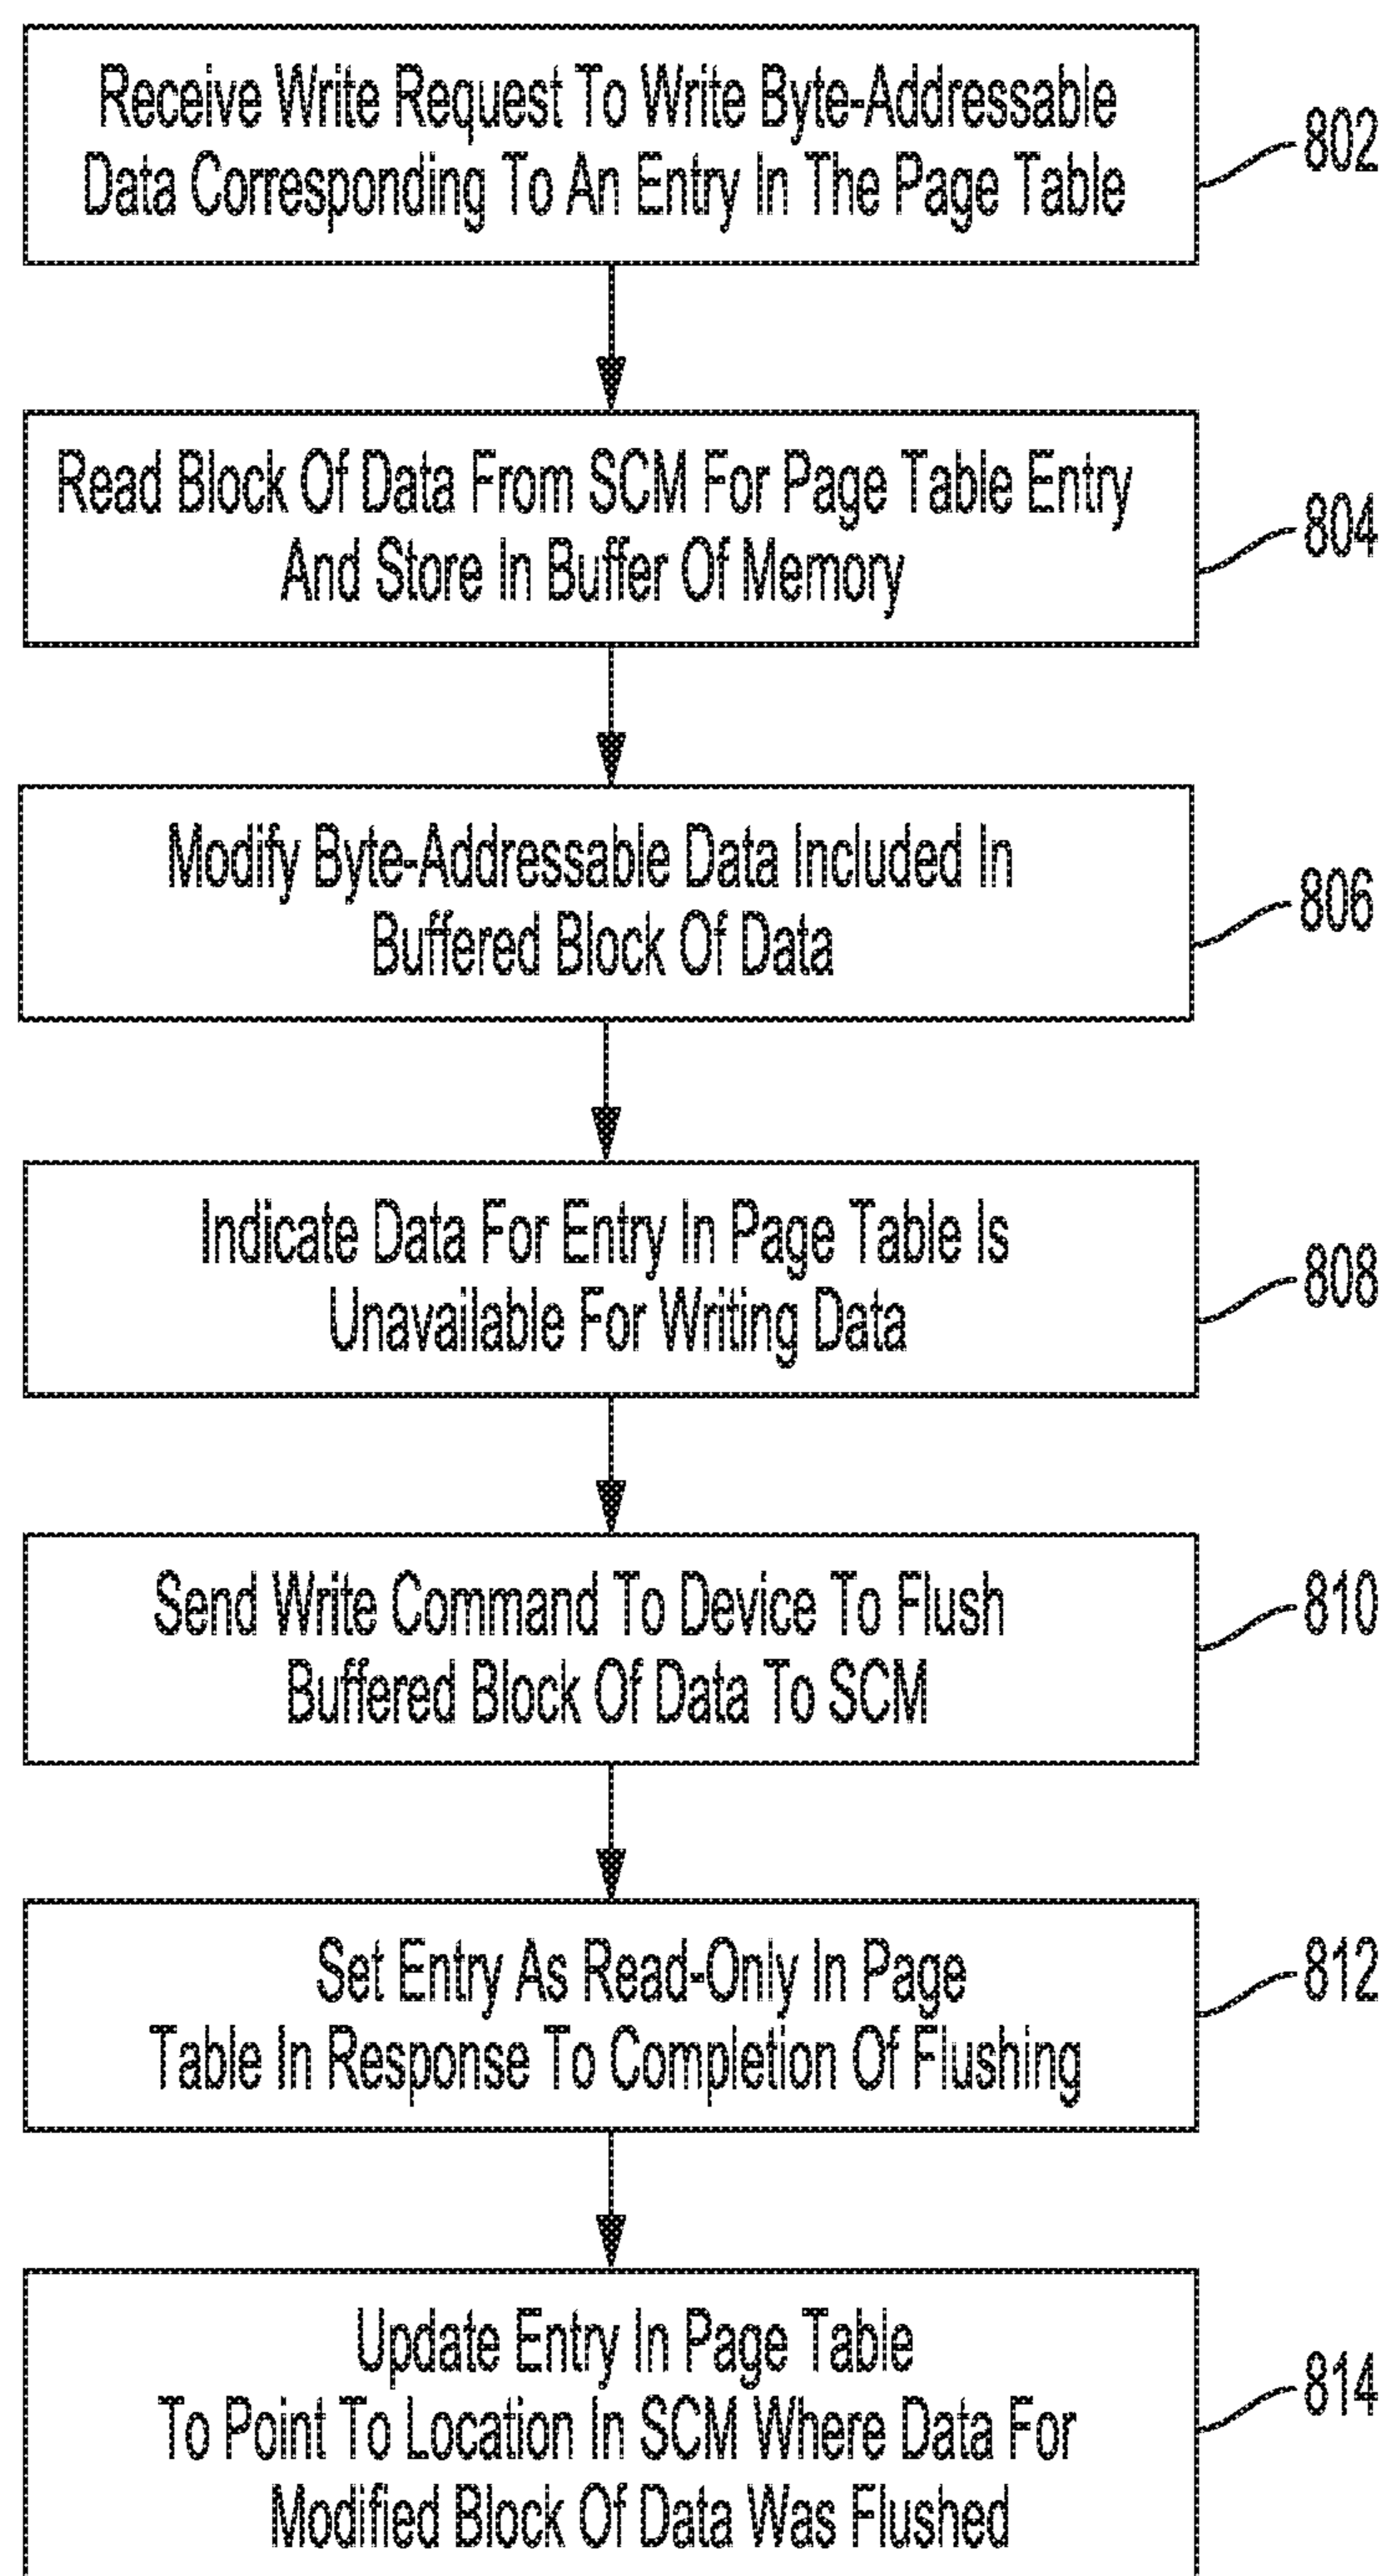 Receive Write Request To Write Byte-Addressable
Data Corresponding To An Entry In The Page Table
802
Read Block Of Data From SCM For Page Table Entry
And Store In Buffer Of Memory
804
Modify Byte-Addressable Data Included In
Buffered Block Of Data
806
Indicate Data For Entry In Page Table Is
Unavailable For Writing Data
808
Send Write Command To Device To Flush
Buffered Block Of Data To SCM
810
Set Entry As Read-Only In Page
Table In Response To Completion Of Flushing
812
Update Entry In Page Table
To Point To Location In SCM Where Data For
Modified Block Of Data Was Flushed
814